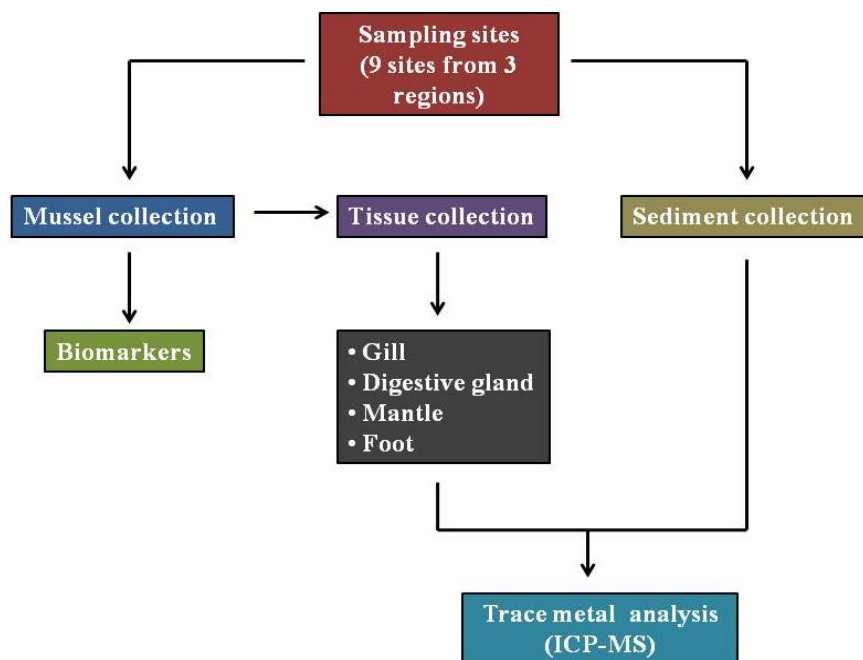 Sampling sites
(9 sites from 3
regions)
Mussel collection
Tissue collection
Sediment collection
Biomarkers
• Gill
• Digestive gland
• Mantle
• Foot
Trace metal analysis
(ICP-MS)